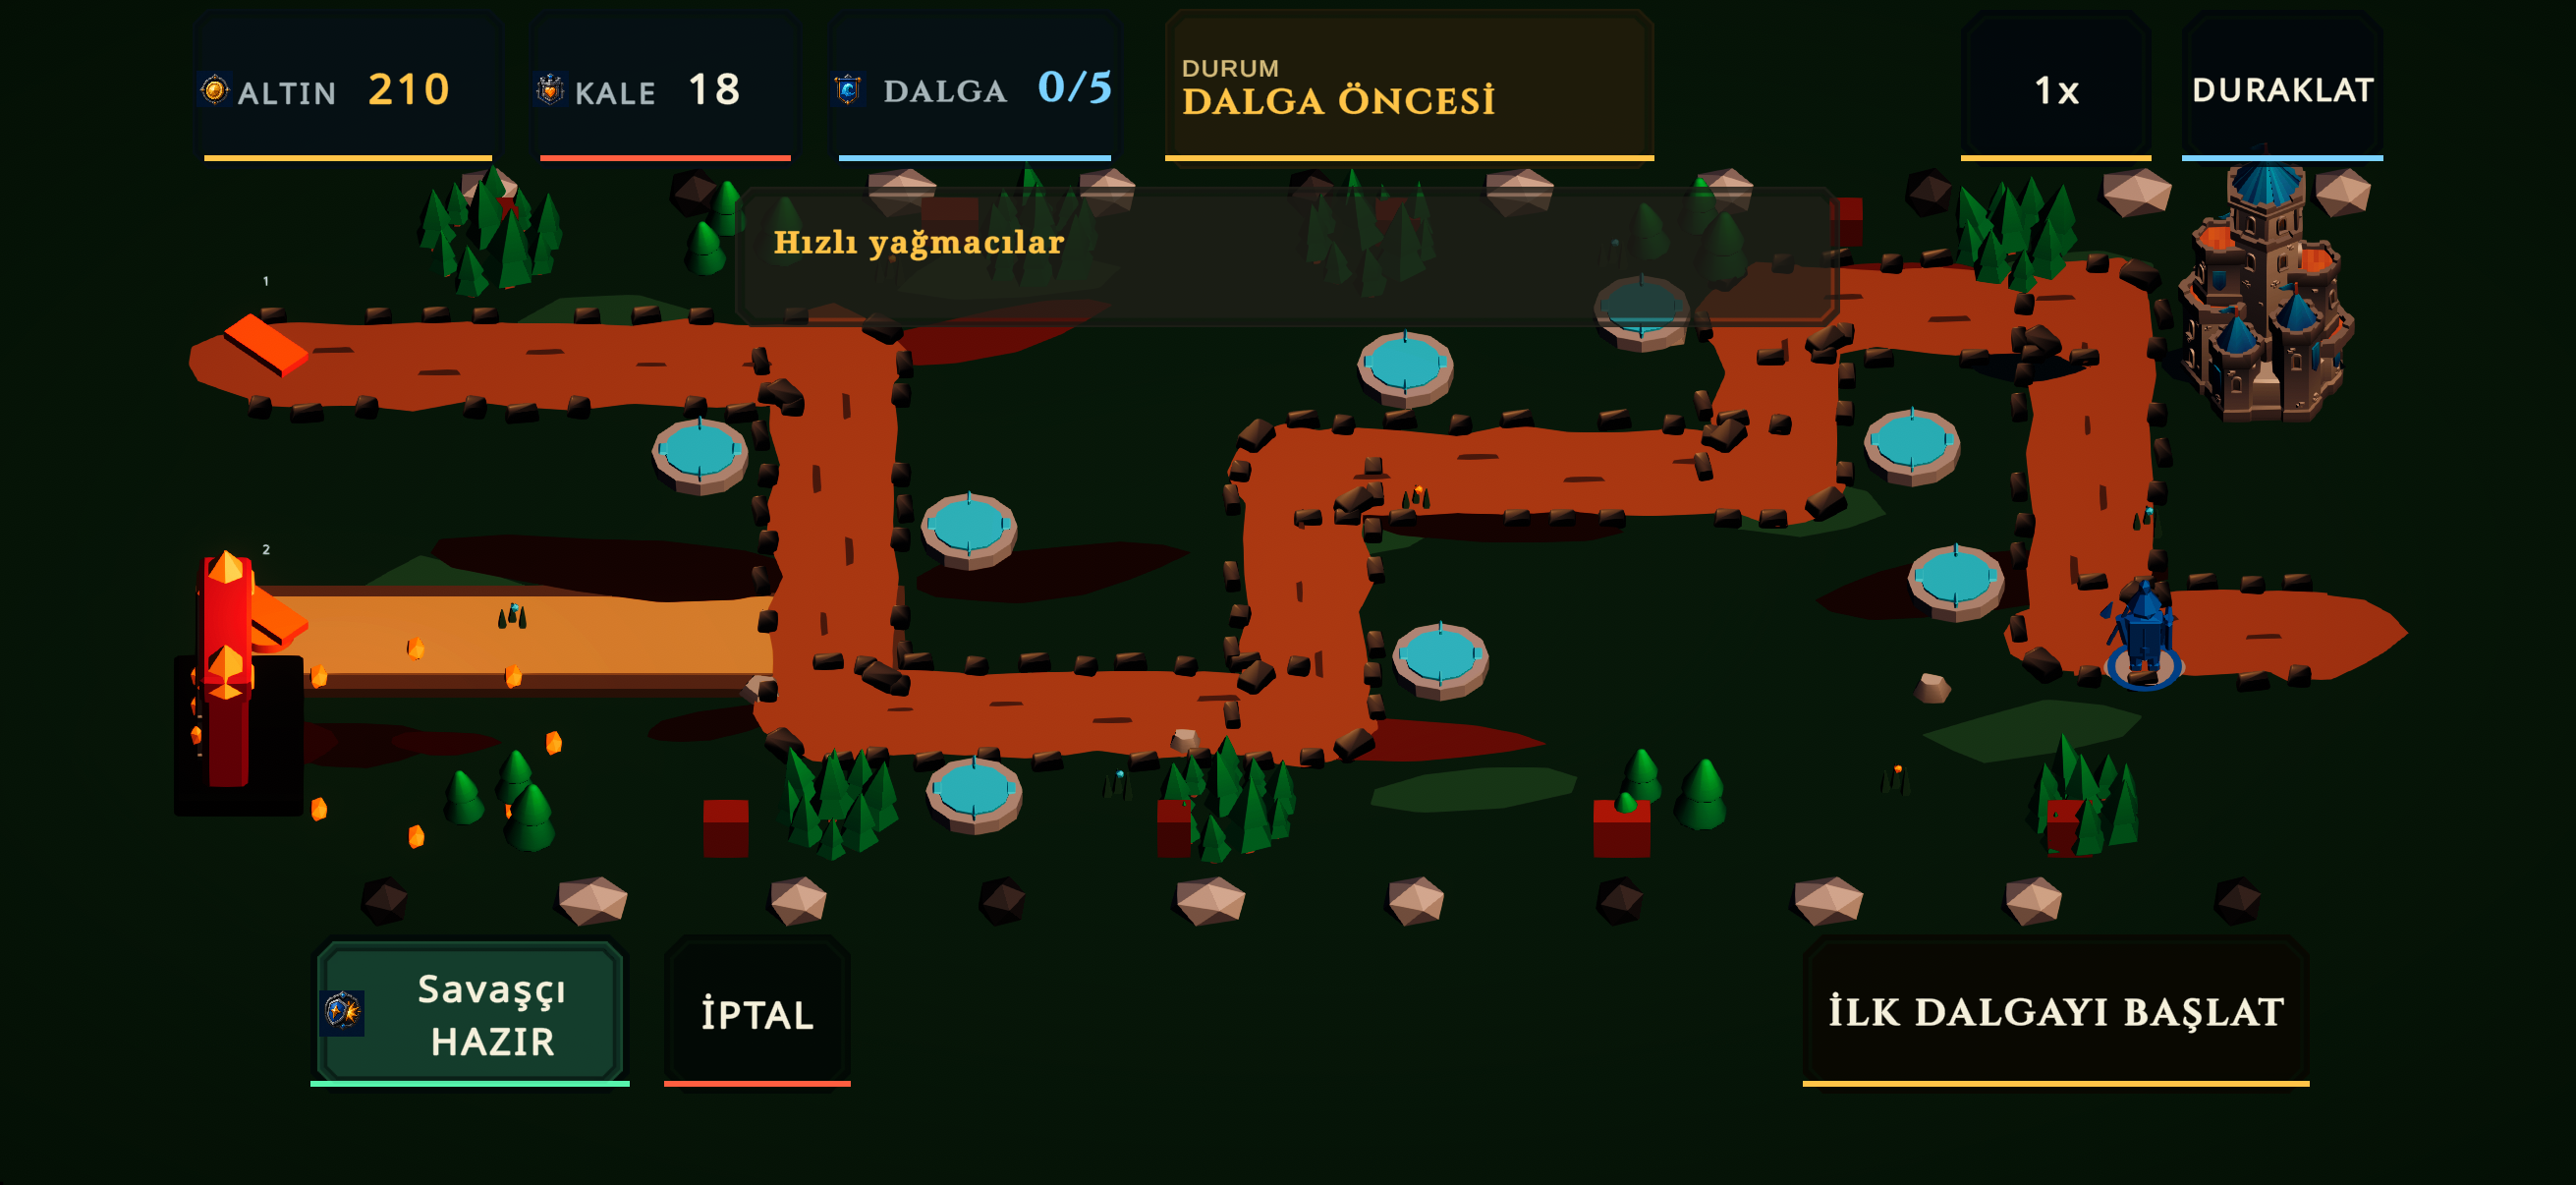 ALTIN 210
KALE 18
DALGA 0/5
DURUM
DALGA ÖNCESİ
1x
DURAKLAT
Hızlı yağmacılar
1
2
Savaşçı
HAZIR
İPTAL
İLK DALGAYI BAŞLAT